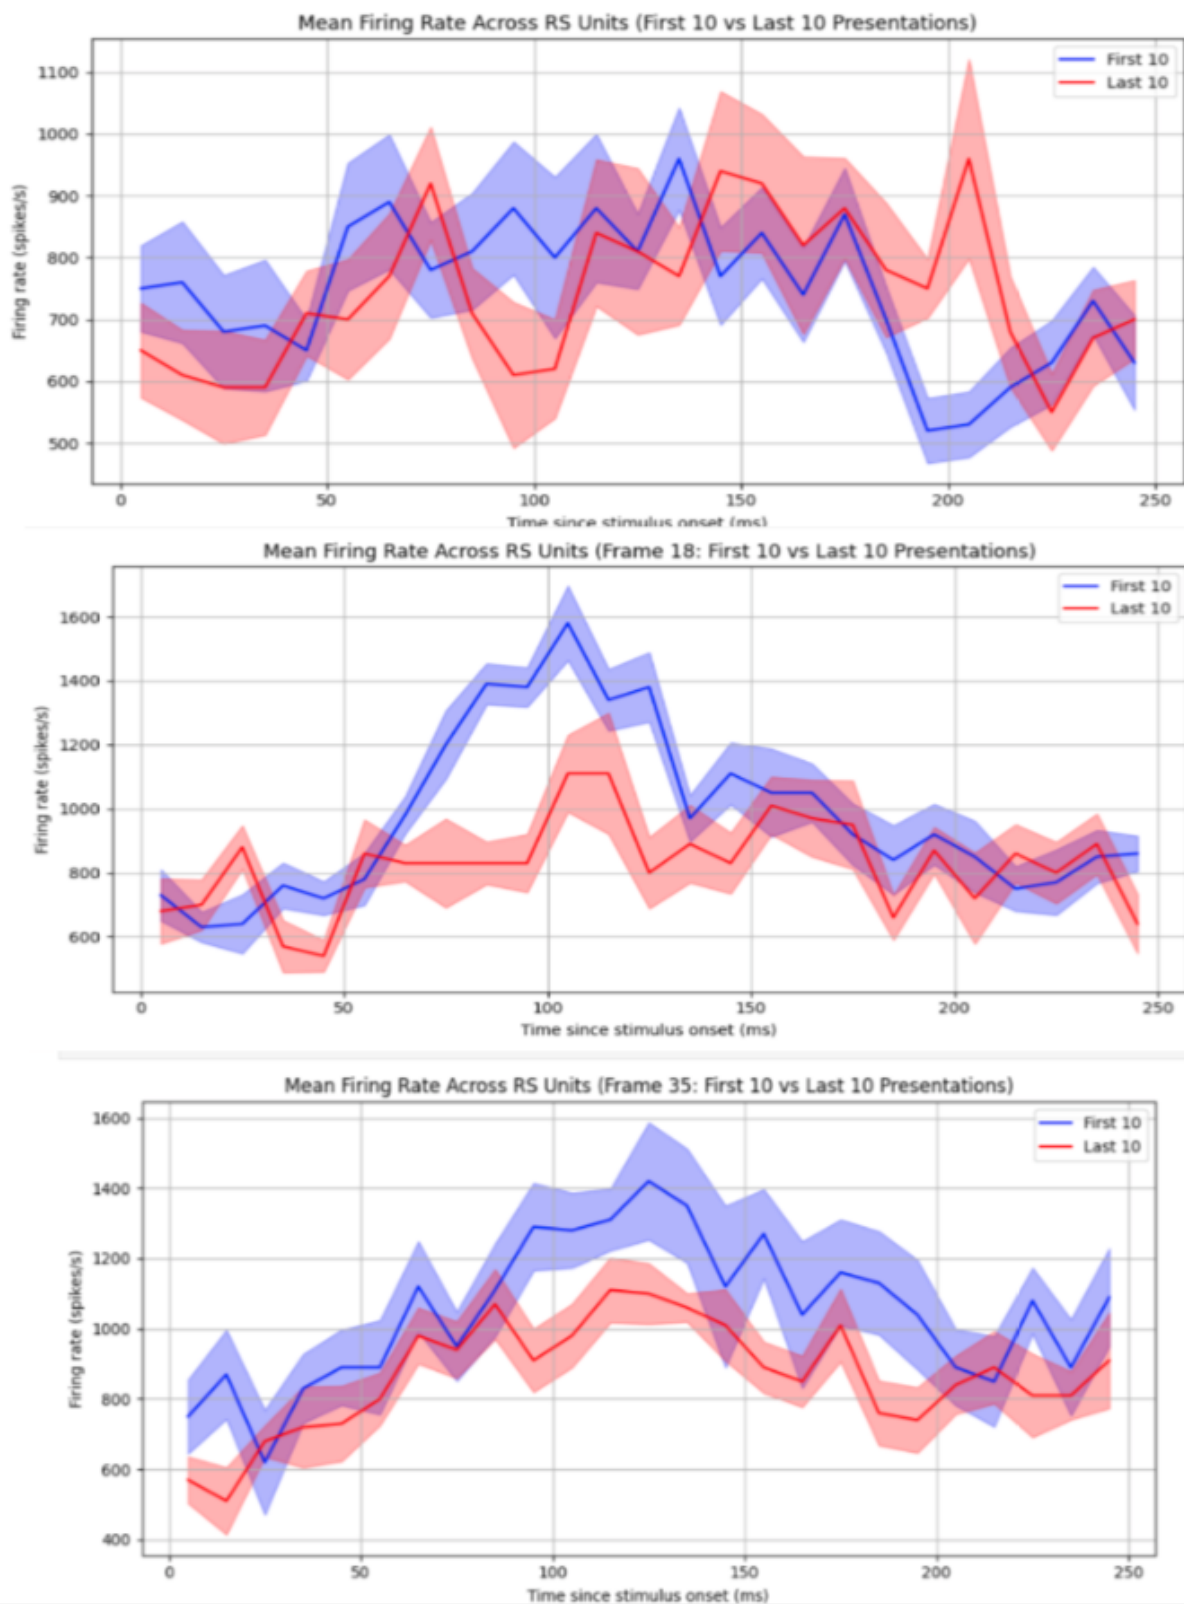 Mean Firing Rate Across RS Units (First 10 vs Last 10 Presentations)
First 10
Last 10
Firing rate (spikes/s)
1100
1000
900
800
700
600
500
0 50 100 150 200 250
Time since stimulus onset (ms)
Mean Firing Rate Across RS Units (Frame 18: First 10 vs Last 10 Presentations)
First 10
Last 10
Firing rate (spikes/s)
1600
1400
1200
1000
800
600
0 50 100 150 200 250
Time since stimulus onset (ms)
Mean Firing Rate Across RS Units (Frame 35: First 10 vs Last 10 Presentations)
First 10
Last 10
Firing rate (spikes/s)
1600
1400
1200
1000
800
600
400
0 50 100 150 200 250
Time since stimulus onset (ms)